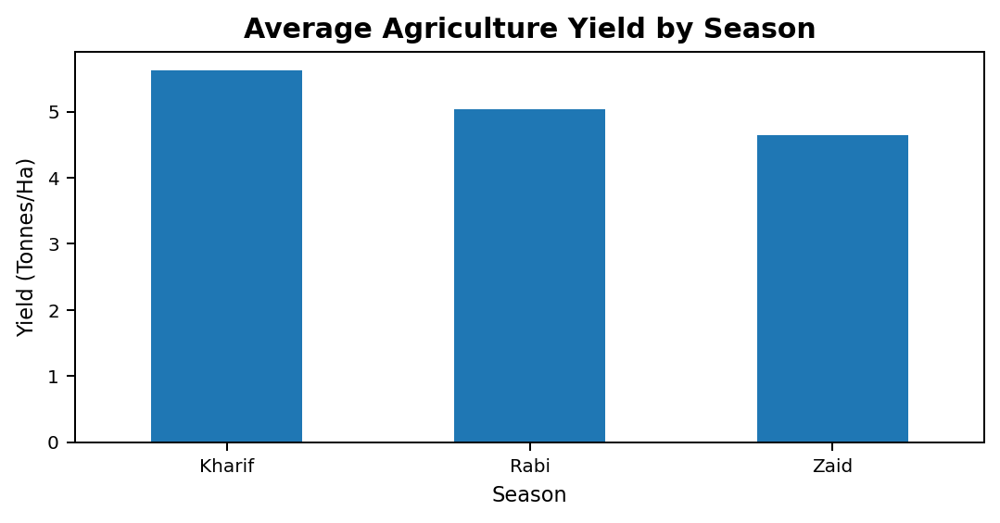 Average Agriculture Yield by Season
Yield (Tonnes/Ha)
5
4
3
2
1
0
Kharif
Rabi
Zaid
Season